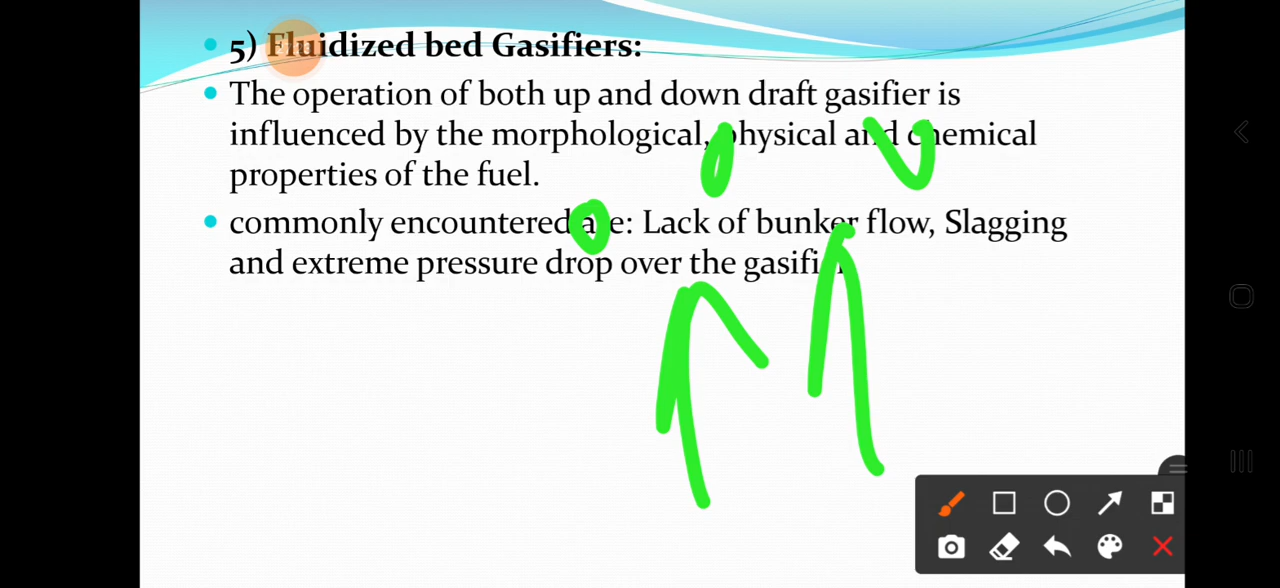 5) Fluidized bed Gasifiers:
The operation of both up and down draft gasifier is
influenced by the morphological, physical and chemical
properties of the fuel.
commonly encountered are: Lack of bunker flow, Slagging
and extreme pressure drop over the gasifier